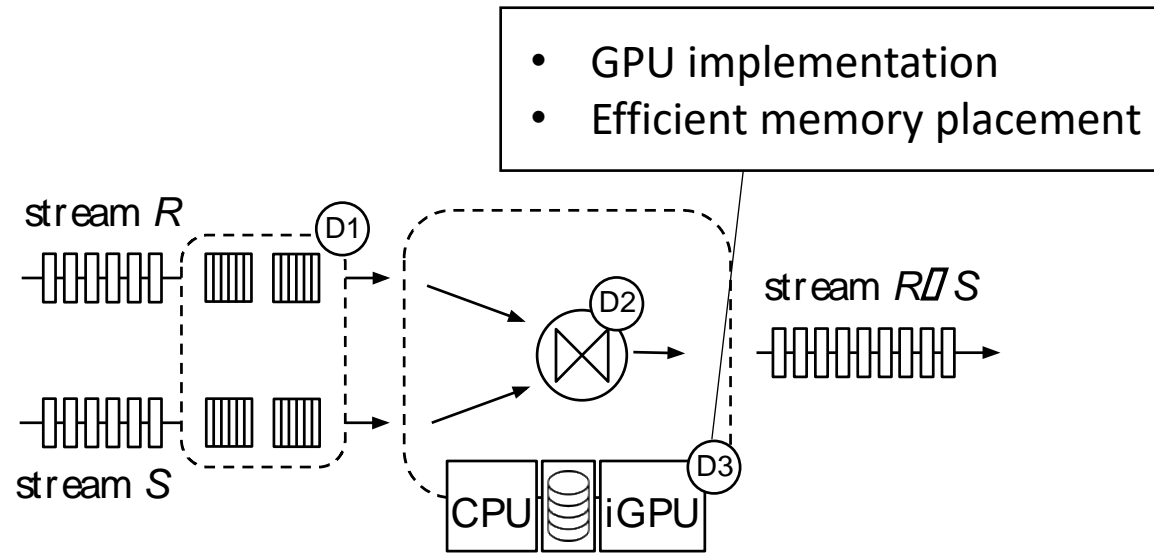 • GPU implementation
• Efficient memory placement
stream R
D1
D2
stream R▯▯ S
stream S
D3
CPU
iGPU